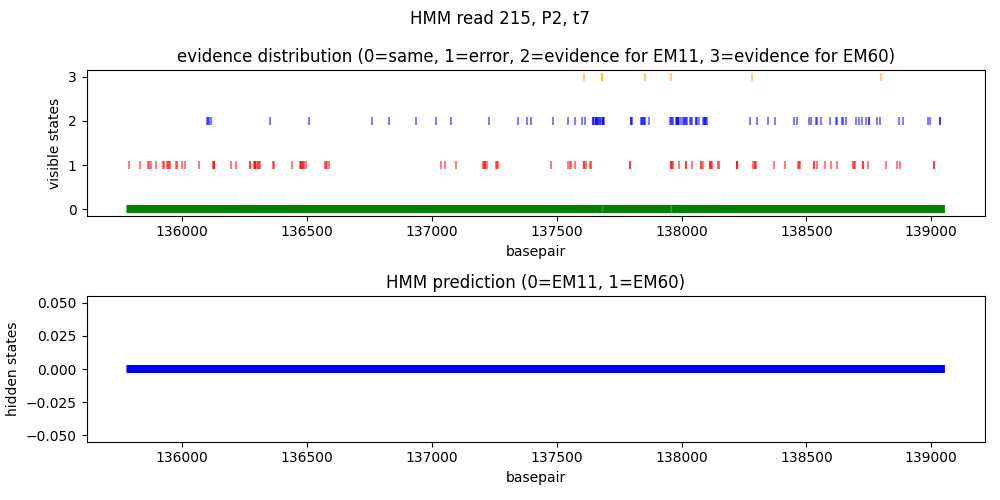 HMM read 215, P2, t7
evidence distribution (0=same, 1=error, 2=evidence for EM11, 3=evidence for EM60)
visible states
3
2
1
0
136000 136500 137000 137500 138000 138500 139000
basepair
HMM prediction (0=EM11, 1=EM60)
hidden states
0.050
0.025
0.000
−0.025
−0.050
136000 136500 137000 137500 138000 138500 139000
basepair